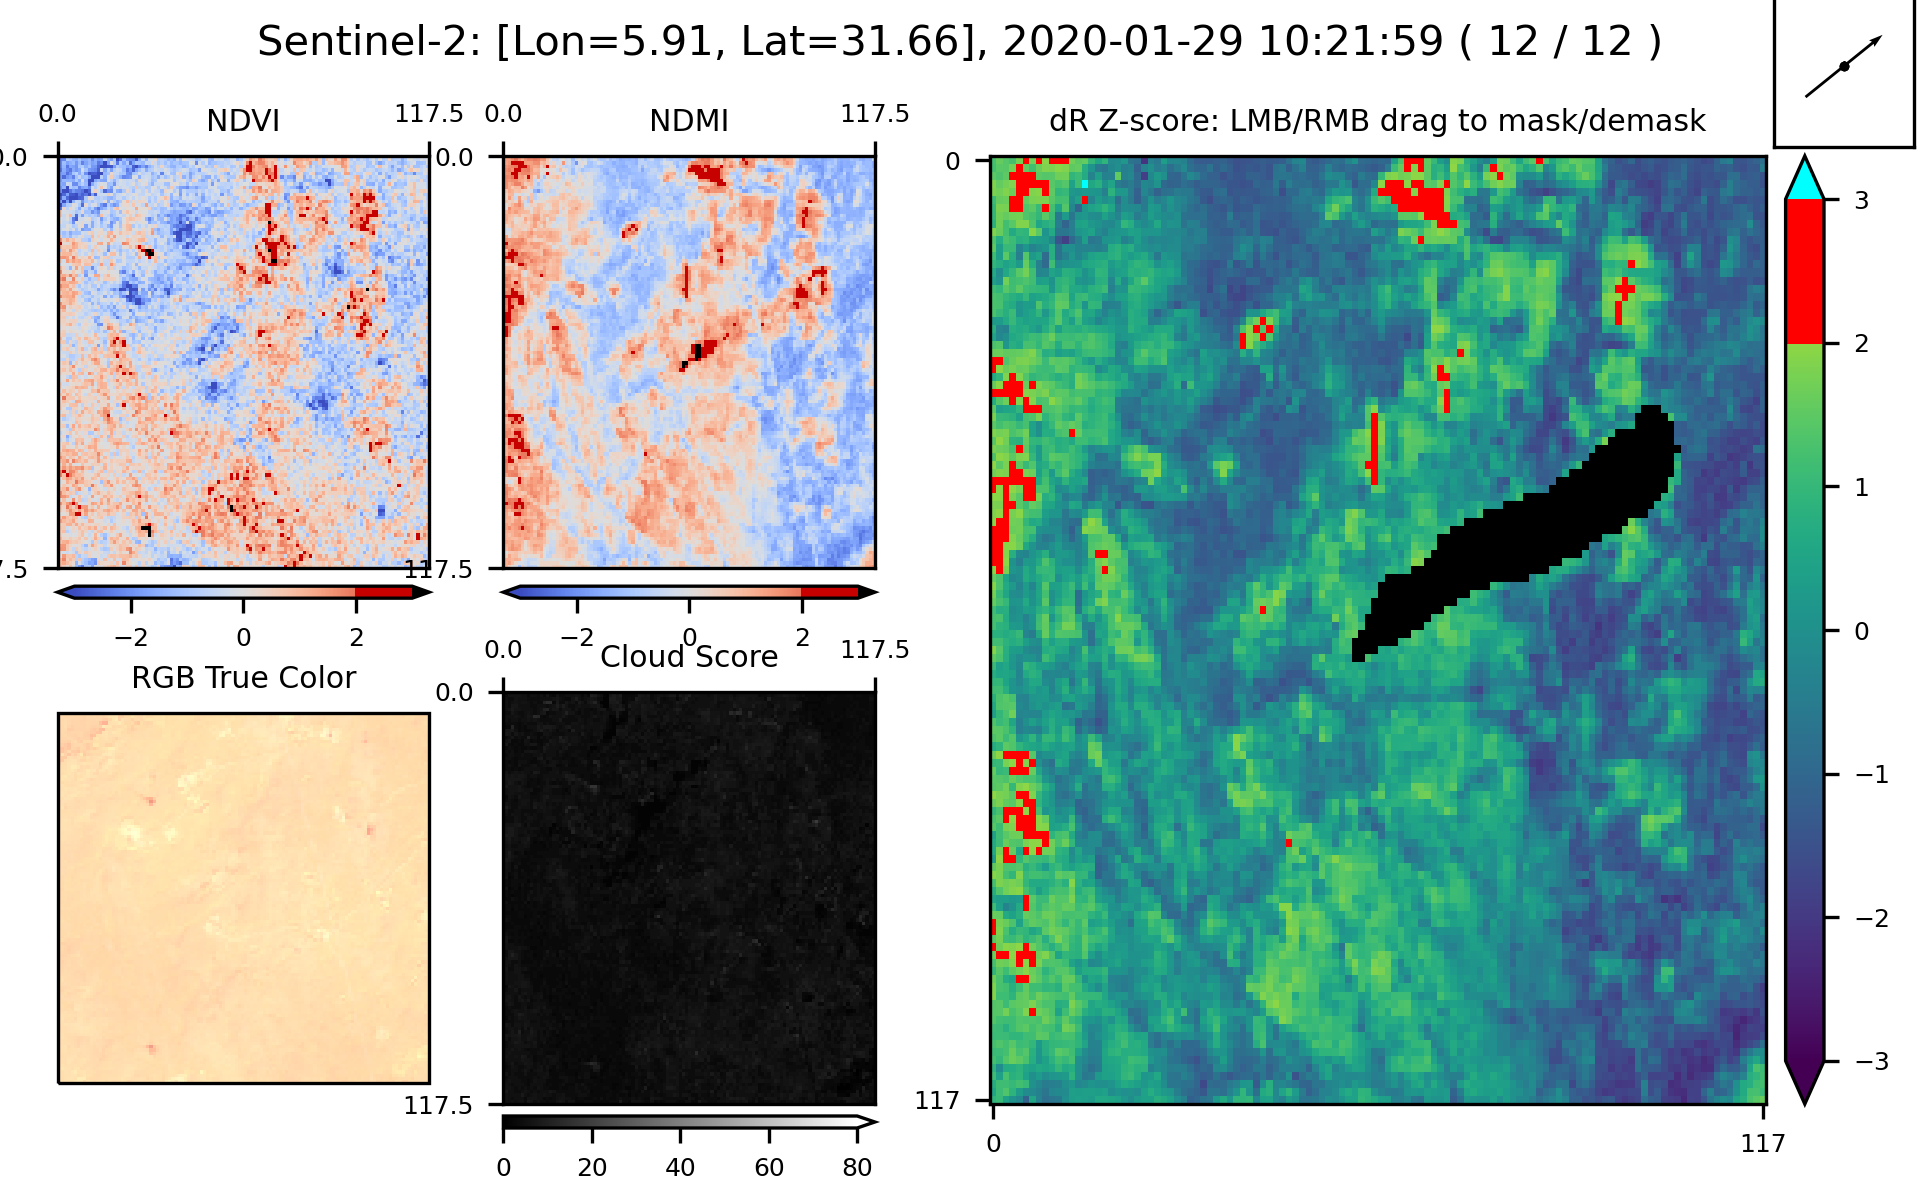 Sentinel-2: [Lon=5.91, Lat=31.66], 2020-01-29 10:21:59 ( 12 / 12 )
0.0 NDVI 117.5
0.0 NDMI 117.5
dR Z-score: LMB/RMB drag to mask/demask
0.0
0.0
0
3
2
1
0
−1
−2
−3
7.5
117.5
−2 0 2
−2 0 2
RGB True Color
0.0 Cloud Score 117.5
0.0
117.5
117
0 20 40 60 80
0 117